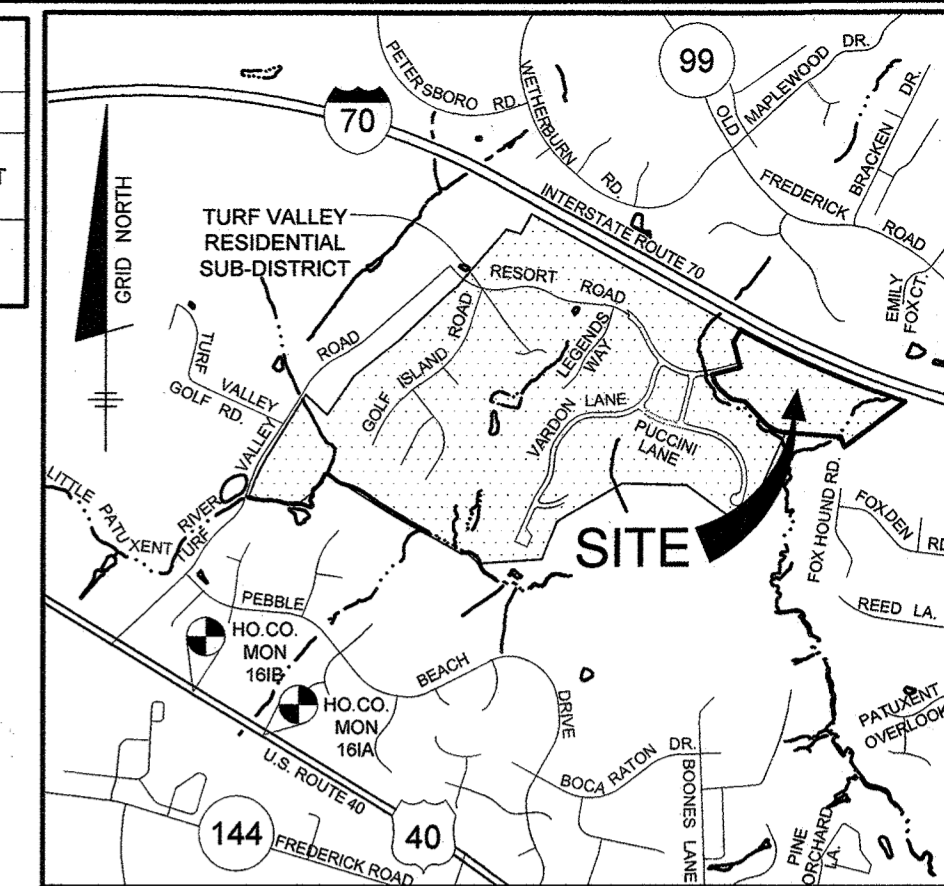 T
PETERSBORO RD.
WETHERBURN RD.
99
MAPLEWOOD DR.
OLD FREDERICK ROAD
BRACKEN DR.
70
INTERSTATE ROUTE 70
EMILY
FOX CT.
GRID NORTH
TURF VALLEY
RESIDENTIAL
SUB-DISTRICT
RESORT ROAD
GOLF ISLAND ROAD
LEGENDS
WAY
TURF VALLEY
GOLF RD.
TURF VALLEY ROAD
VARDON LANE
PUCCINI
LANE
SITE
LITTLE PATUXENT RIVER
FOX HOUND RD.
FOXDEN RD
REED LA.
PEBBLE BEACH DRIVE
HO.CO.
MON
16IB
HO.CO.
MON
16IA
U.S. ROUTE 40
PATUXENT
OVERLOOK
BOCA RATON DR.
BOONES LANE
PINE
ORCHARD
LA.
144
FREDERICK ROAD
40